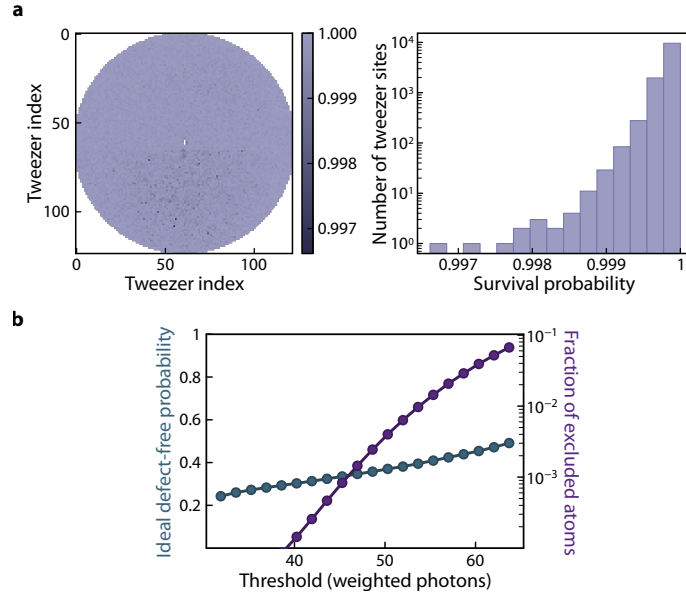 a
0
50
100
Tweezer index
0 50 100
Tweezer index
1.000
0.999
0.998
0.997
Number of tweezer sites
10⁴
10³
10²
10¹
10⁰
0.997 0.998 0.999 1
Survival probability
b
Ideal defect-free probability
1
0.8
0.6
0.4
0.2
40 50 60
Threshold (weighted photons)
10⁻¹
10⁻²
10⁻³
Fraction of excluded atoms